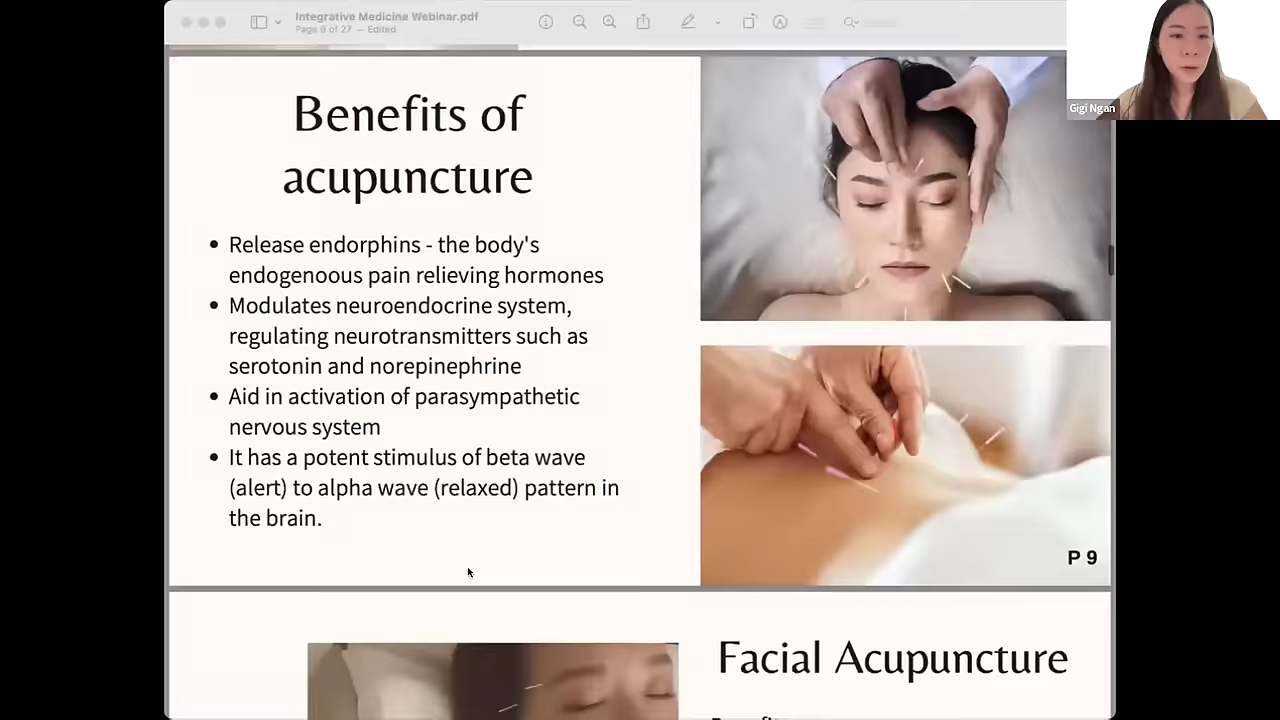 Integrative Medicine Webinar.pdf
Page 9 of 27 — Edited
Gigi Ngan
Benefits of
acupuncture
• Release endorphins - the body's
endogenoous pain relieving hormones
• Modulates neuroendocrine system,
regulating neurotransmitters such as
serotonin and norepinephrine
• Aid in activation of parasympathetic
nervous system
• It has a potent stimulus of beta wave
(alert) to alpha wave (relaxed) pattern in
the brain.
P 9
Facial Acupuncture